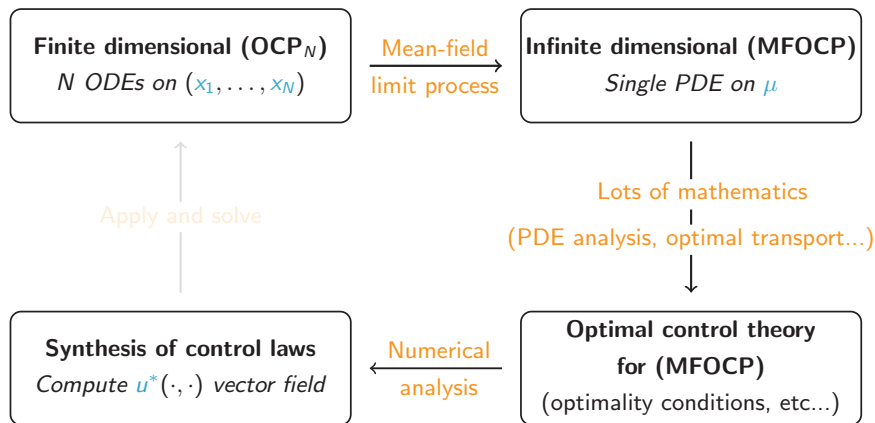 Finite dimensional (OCP_N)
N ODEs on (x_1, . . . , x_N)
Mean-field
limit process
Infinite dimensional (MFOCP)
Single PDE on μ
Lots of mathematics
(PDE analysis, optimal transport...)
Optimal control theory
for (MFOCP)
(optimality conditions, etc...)
Numerical
analysis
Synthesis of control laws
Compute u*(·, ·) vector field
Apply and solve